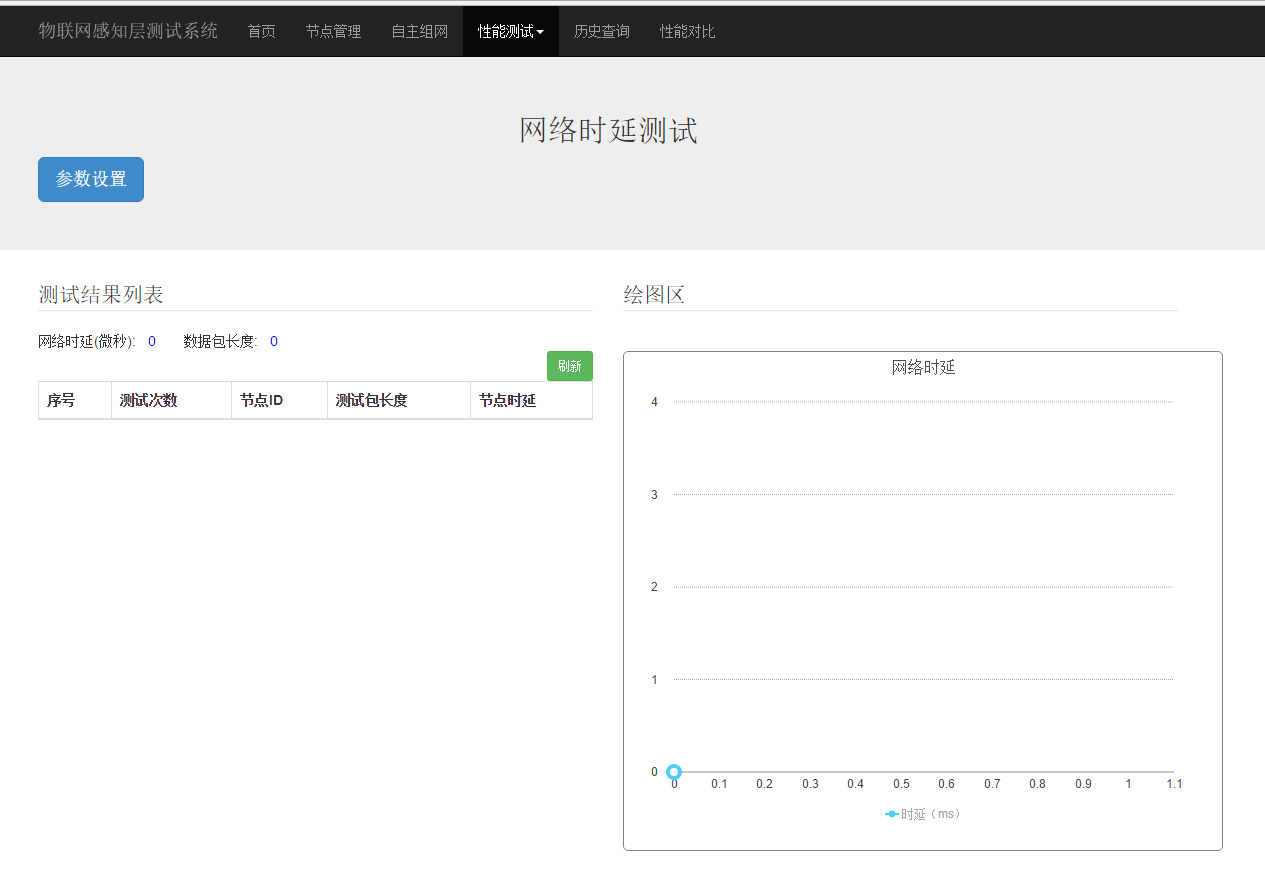 物联网感知层测试系统 首页 节点管理 自主组网 性能测试 历史查询 性能对比
网络时延测试
参数设置
测试结果列表
网络时延(微秒): 0 数据包长度: 0
刷新
序号 测试次数 节点ID 测试包长度 节点时延
绘图区
网络时延
4
3
2
1
0
0 0.1 0.2 0.3 0.4 0.5 0.6 0.7 0.8 0.9 1 1.1
时延（ms）